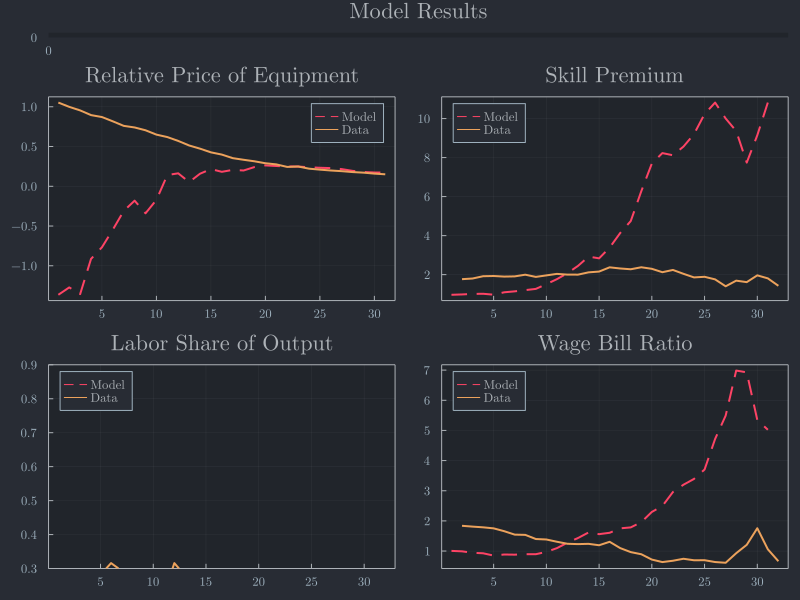 Model Results
0
0
Relative Price of Equipment
Skill Premium
1.0
0.5
0.0
−0.5
−1.0
Model
Data
5 10 15 20 25 30
10
8
6
4
2
Model
Data
5 10 15 20 25 30
Labor Share of Output
Wage Bill Ratio
0.9
0.8
0.7
0.6
0.5
0.4
0.3
Model
Data
5 10 15 20 25 30
7
6
5
4
3
2
1
Model
Data
5 10 15 20 25 30